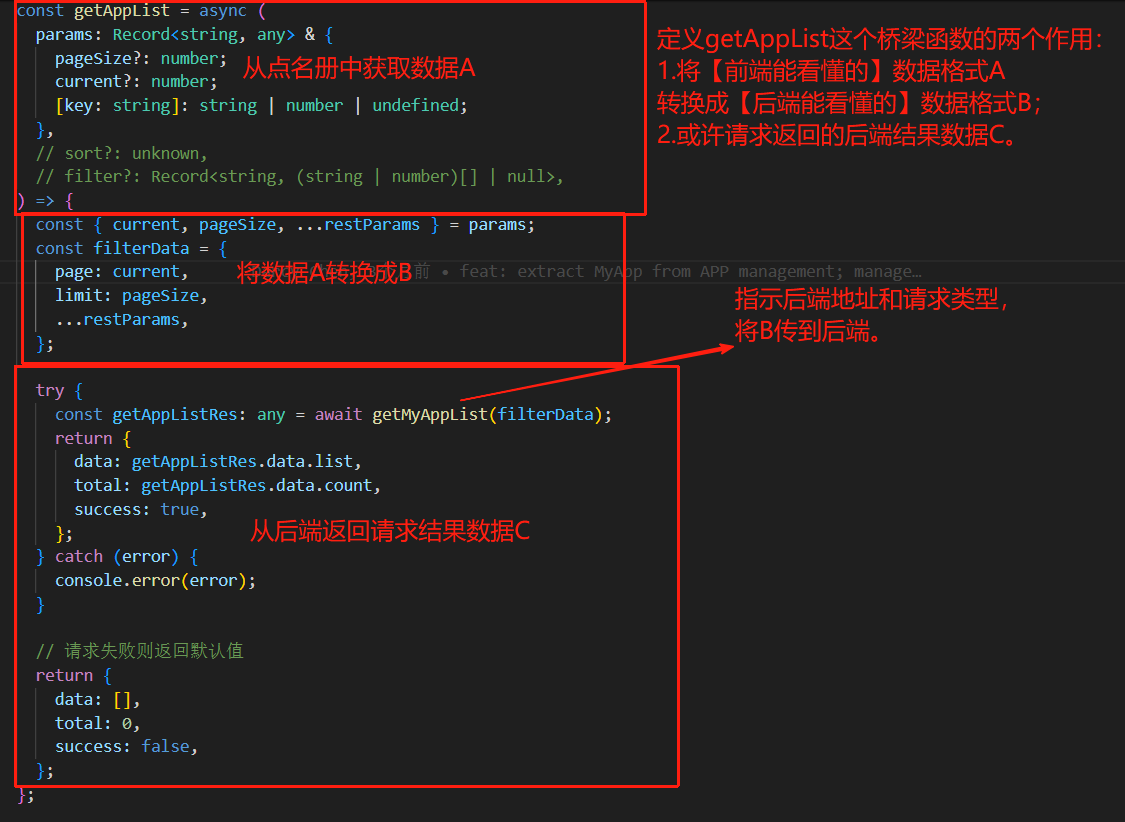 const getAppList = async (
params: Record<string, any> & {
pageSize?: number;
current?: number;
[key: string]: string | number | undefined;
},
// sort?: unknown,
// filter?: Record<string, (string | number)[] | null>,
) => {
从点名册中获取数据A
定义getAppList这个桥梁函数的两个作用：
1.将【前端能看懂的】数据格式A
转换成【后端能看懂的】数据格式B；
2.或许请求返回的后端结果数据C。
const { current, pageSize, ...restParams } = params;
const filterData = {
page: current,
limit: pageSize,
...restParams,
};
将数据A转换成B
前 • feat: extract MyApp from APP management; manage…
指示后端地址和请求类型，
将B传到后端。
try {
const getAppListRes: any = await getMyAppList(filterData);
return {
data: getAppListRes.data.list,
total: getAppListRes.data.count,
success: true,
};
从后端返回请求结果数据C
} catch (error) {
console.error(error);
}
// 请求失败则返回默认值
return {
data: [],
total: 0,
success: false,
};
};